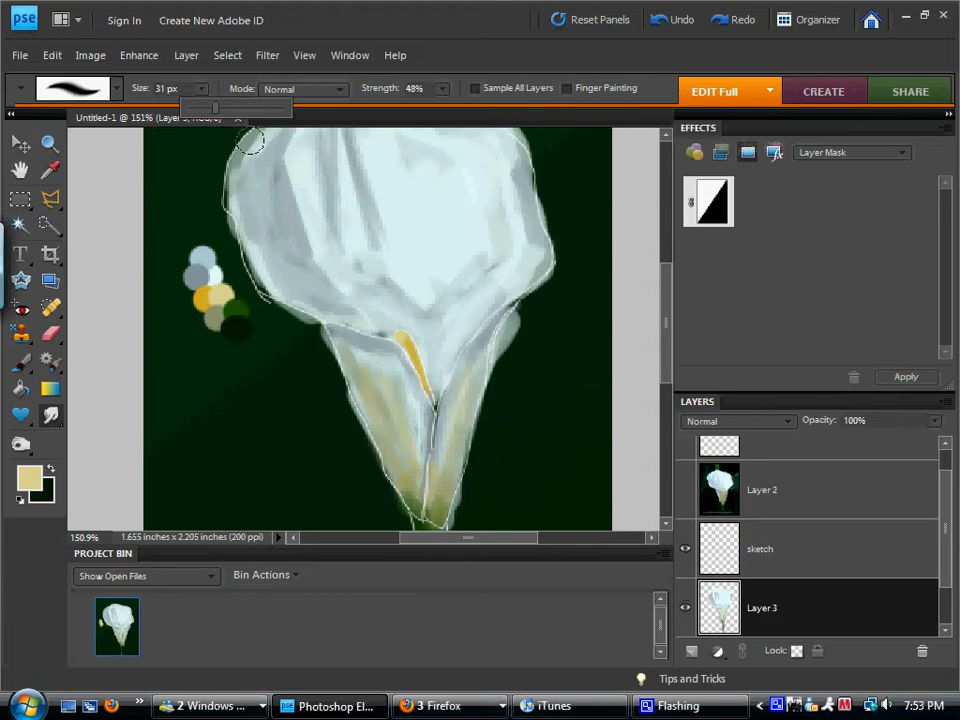 pse Sign In Create New Adobe ID Reset Panels Undo Redo Organizer
File Edit Image Enhance Layer Select Filter View Window Help
Size: 31 px Mode: Normal Strength: 48% Sample All Layers Finger Painting EDIT Full CREATE SHARE
Untitled-1 @ 151% (Layer
EFFECTS
Layer Mask
Apply
LAYERS
Normal Opacity: 100%
Layer 2
sketch
Layer 3
150.9% 1.655 inches x 2.205 inches (200 ppi)
PROJECT BIN
Show Open Files Bin Actions
Lock:
Tips and Tricks
2 Windows ... Photoshop El... 3 Firefox iTunes Flashing 7:53 PM